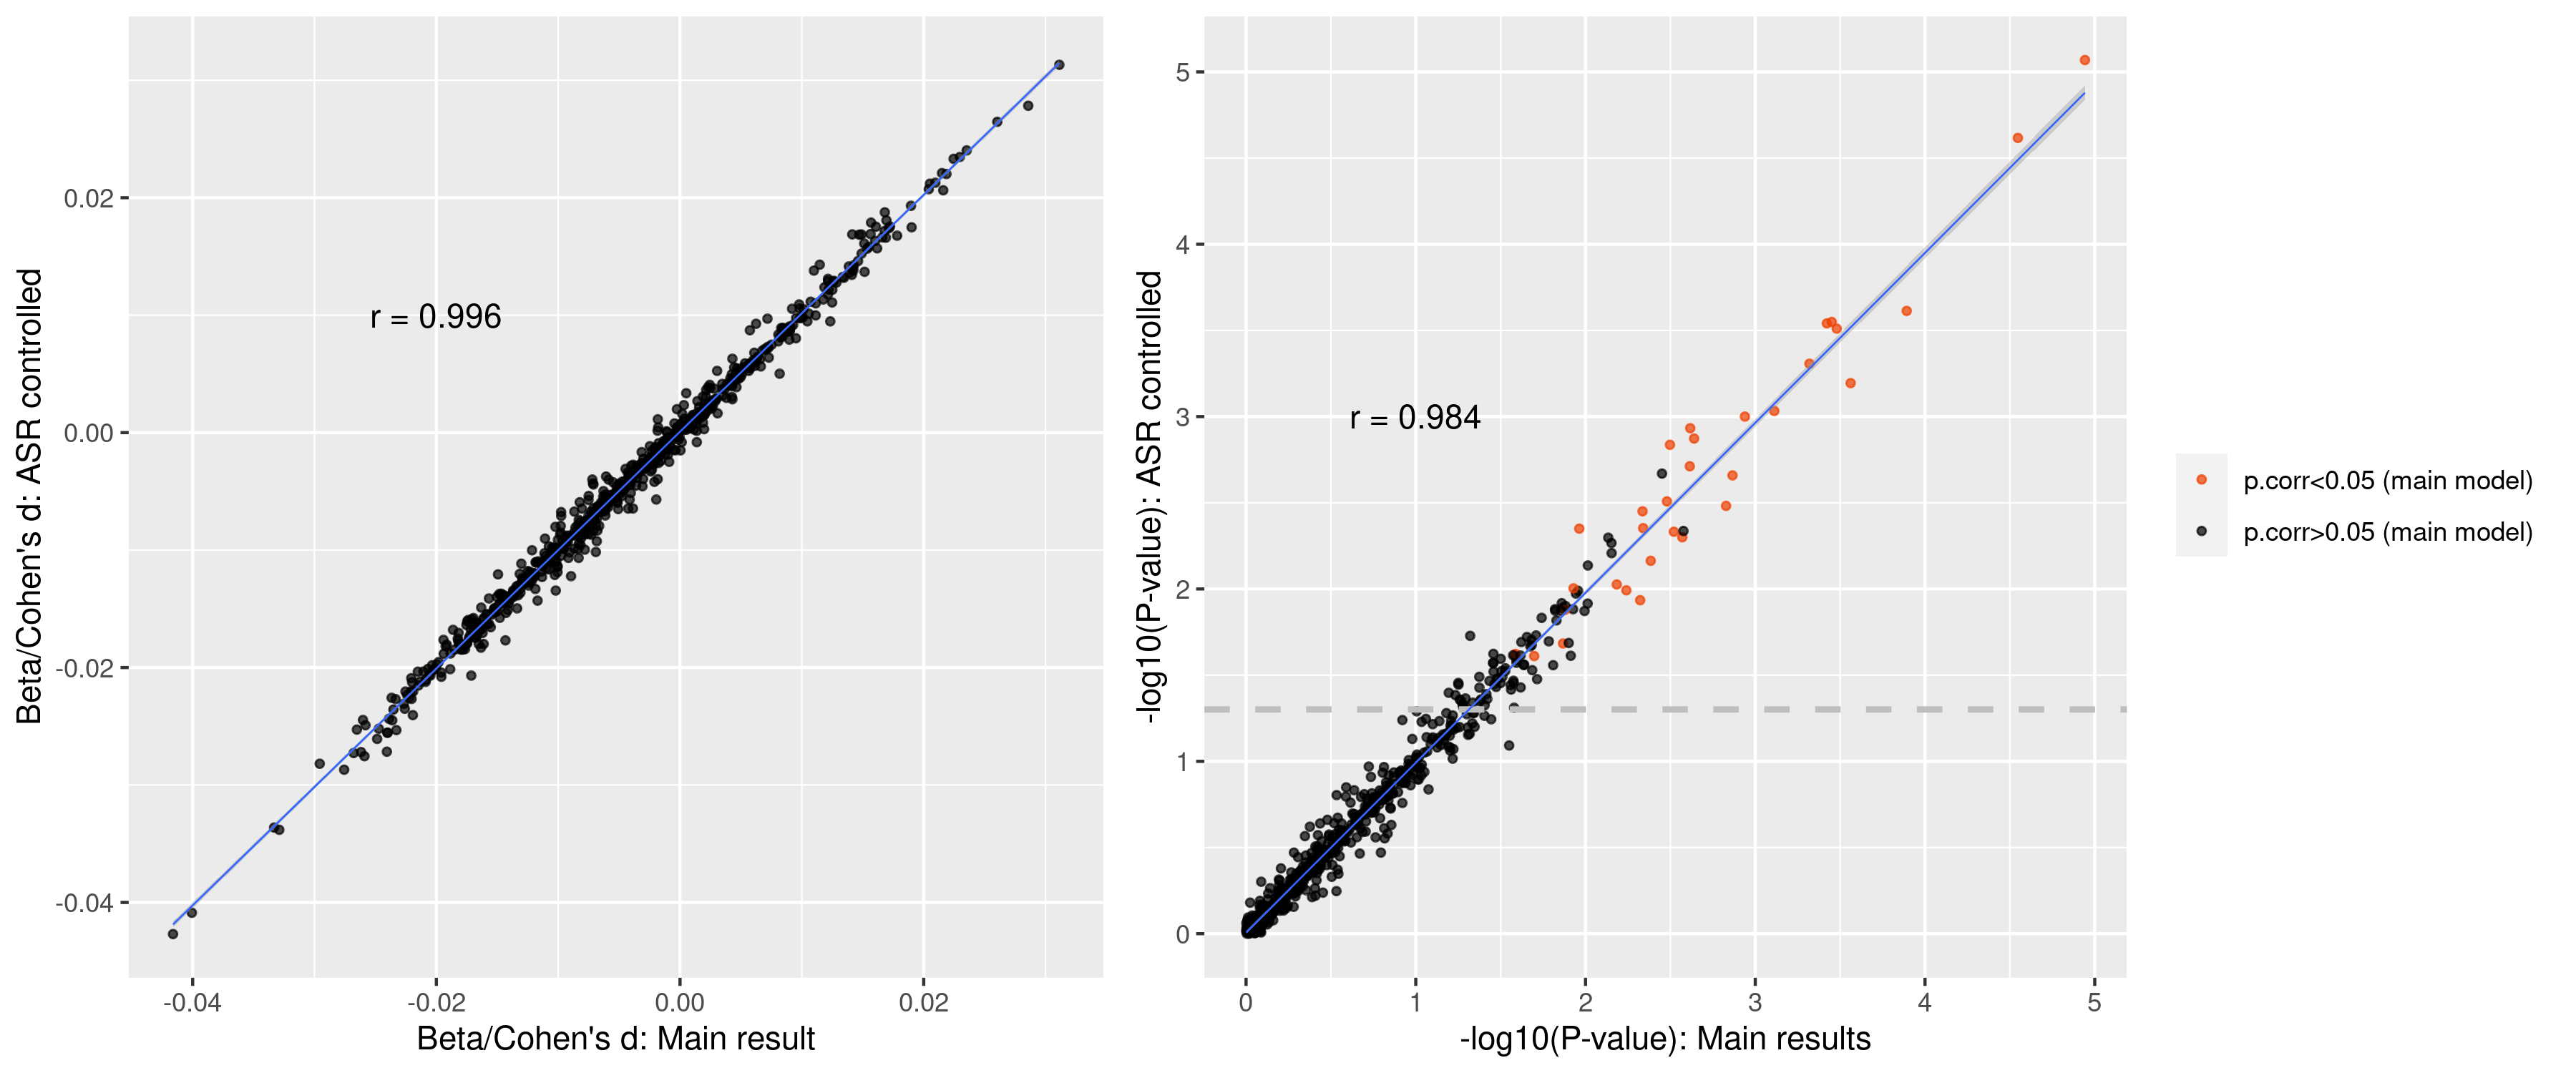 Beta/Cohen's d: ASR controlled
0.02
0.00
-0.02
-0.04
r = 0.996
-0.04
-0.02
0.00
0.02
Beta/Cohen's d: Main result
-log10(P-value): ASR controlled
5
4
3
2
1
0
r = 0.984
0
1
2
3
4
5
-log10(P-value): Main results
p.corr<0.05 (main model)
p.corr>0.05 (main model)